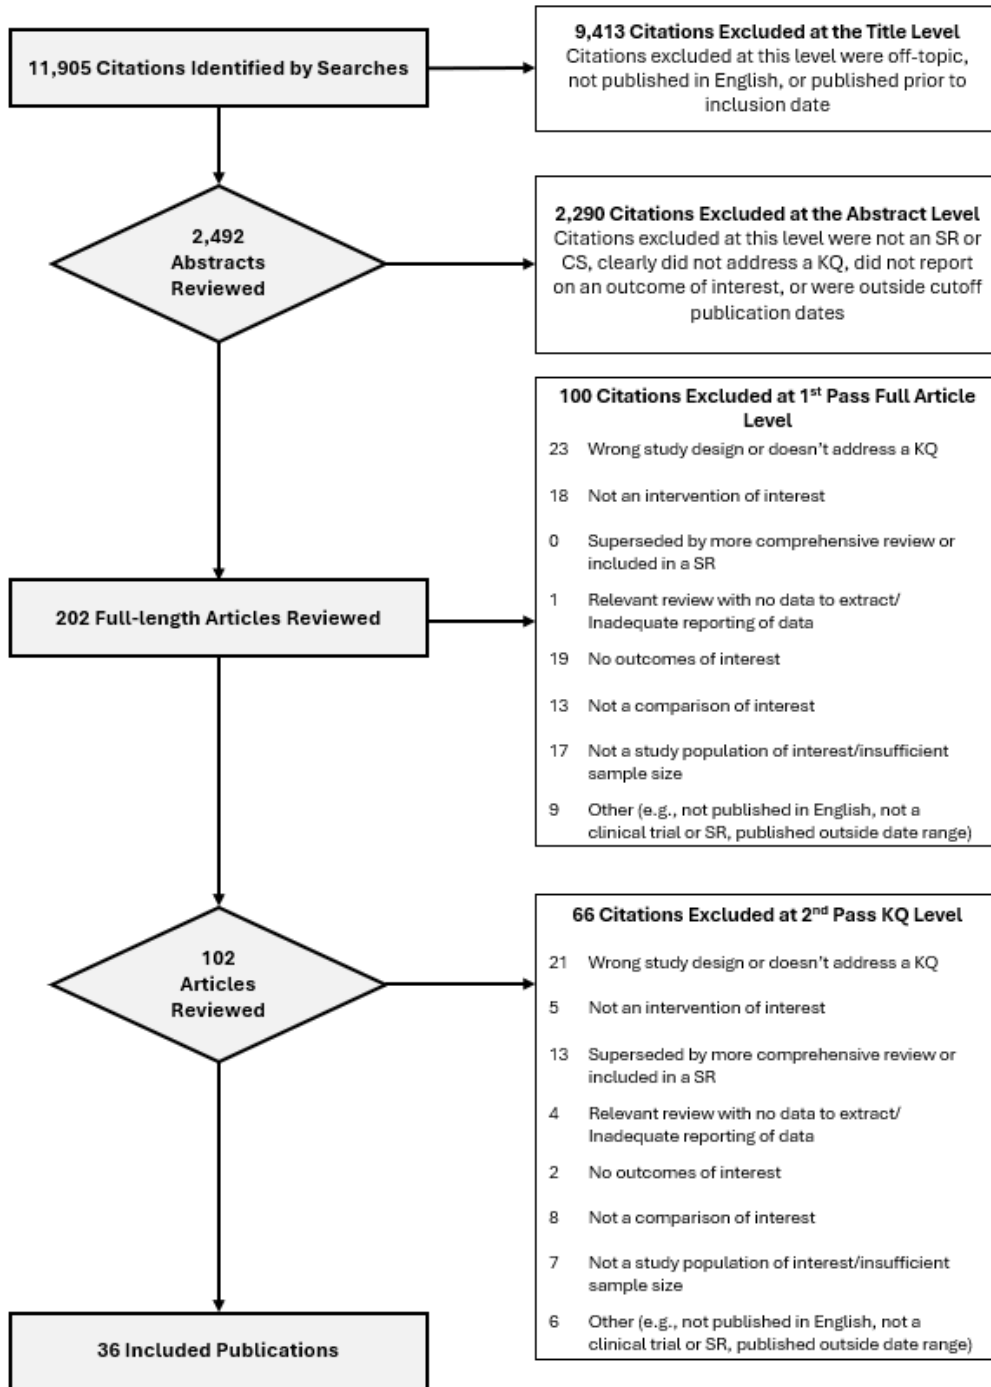 11,905 Citations Identified by Searches
9,413 Citations Excluded at the Title Level
Citations excluded at this level were off-topic,
not published in English, or published prior to
inclusion date
2,492
Abstracts
Reviewed
2,290 Citations Excluded at the Abstract Level
Citations excluded at this level were not an SR or
CS, clearly did not address a KQ, did not report
on an outcome of interest, or were outside cutoff
publication dates
202 Full-length Articles Reviewed
100 Citations Excluded at 1st Pass Full Article
Level
23 Wrong study design or doesn't address a KQ
18 Not an intervention of interest
0 Superseded by more comprehensive review or
included in a SR
1 Relevant review with no data to extract/
Inadequate reporting of data
19 No outcomes of interest
13 Not a comparison of interest
17 Not a study population of interest/insufficient
sample size
9 Other (e.g., not published in English, not a
clinical trial or SR, published outside date range)
102
Articles
Reviewed
66 Citations Excluded at 2nd Pass KQ Level
21 Wrong study design or doesn't address a KQ
5 Not an intervention of interest
13 Superseded by more comprehensive review or
included in a SR
4 Relevant review with no data to extract/
Inadequate reporting of data
2 No outcomes of interest
8 Not a comparison of interest
7 Not a study population of interest/insufficient
sample size
6 Other (e.g., not published in English, not a
clinical trial or SR, published outside date range)
36 Included Publications